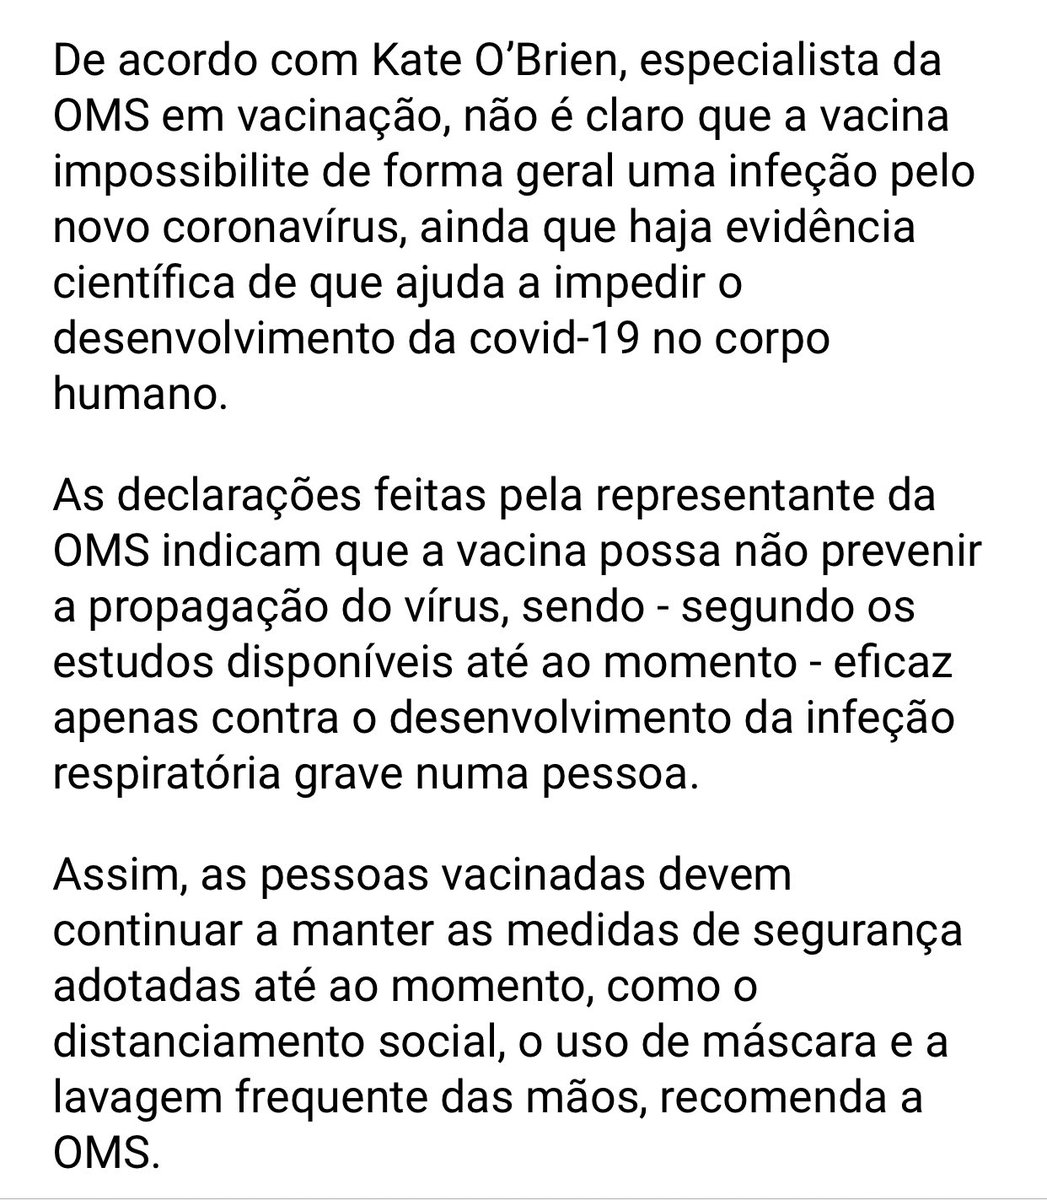 De acordo com Kate O’Brien, especialista da
OMS em vacinação, não é claro que a vacina
impossibilite de forma geral uma infeção pelo
novo coronavírus, ainda que haja evidência
científica de que ajuda a impedir o
desenvolvimento da covid-19 no corpo
humano.
As declarações feitas pela representante da
OMS indicam que a vacina possa não prevenir
a propagação do vírus, sendo - segundo os
estudos disponíveis até ao momento - eficaz
apenas contra o desenvolvimento da infeção
respiratória grave numa pessoa.
Assim, as pessoas vacinadas devem
continuar a manter as medidas de segurança
adotadas até ao momento, como o
distanciamento social, o uso de máscara e a
lavagem frequente das mãos, recomenda a
OMS.